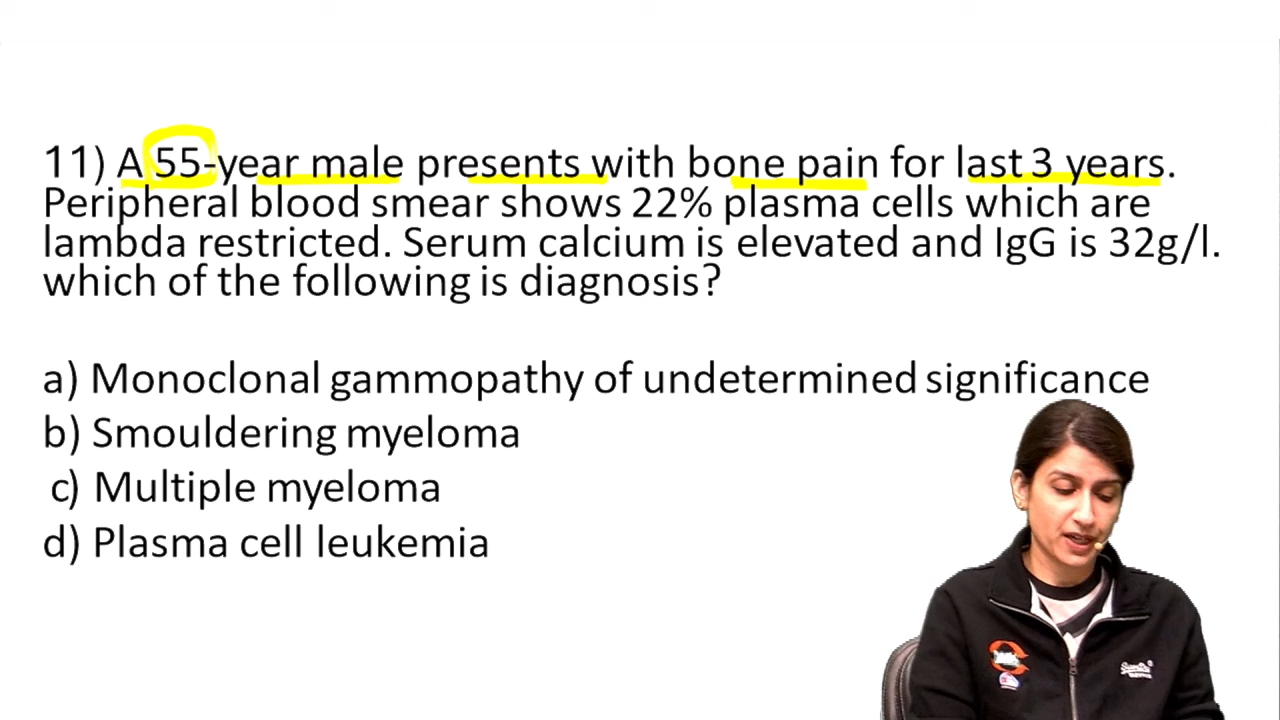 11) A 55-year male presents with bone pain for last 3 years.
Peripheral blood smear shows 22% plasma cells which are
lambda restricted. Serum calcium is elevated and IgG is 32g/l.
which of the following is diagnosis?
a) Monoclonal gammopathy of undetermined significance
b) Smouldering myeloma
c) Multiple myeloma
d) Plasma cell leukemia